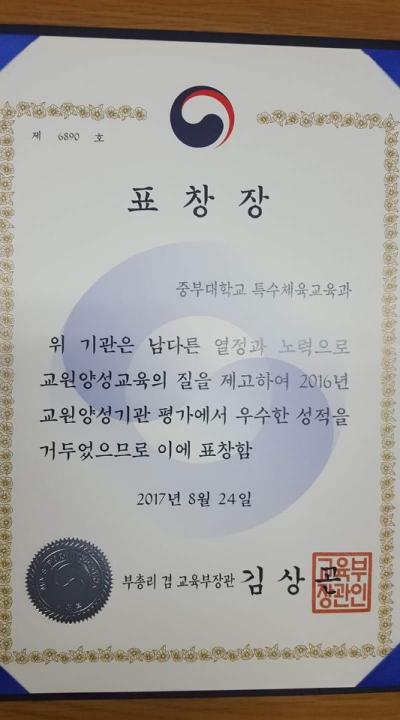 제 6890 호
표 창 장
중부대학교 특수체육교육과
위 기관은 남다른 열정과 노력으로
교원양성교육의 질을 제고하여 2016년
교원양성기관 평가에서 우수한 성적을
거두었으므로 이에 표창함
2017년 8월 24일
부총리 겸 교육부장관 김 상 곤
교육부
장관인